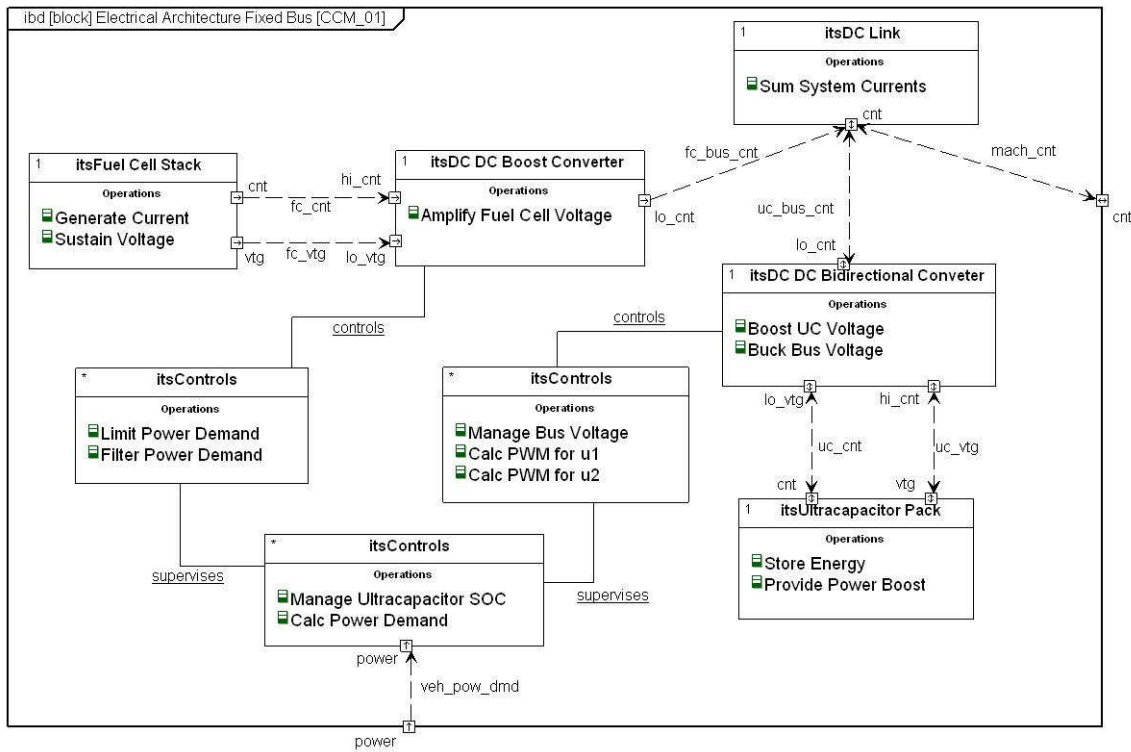 ibd [block] Electrical Architecture Fixed Bus [CCM_01]
1
itsDC Link
Operations
Sum System Currents
cnt
1
itsFuel Cell Stack
Operations
Generate Current
Sustain Voltage
cnt
fc_cnt
hi_cnt
vtg
fc_vtg
lo_vtg
1
itsDC DC Boost Converter
Operations
Amplify Fuel Cell Voltage
lo_cnt
fc_bus_cnt
mach_cnt
cnt
uc_bus_cnt
lo_cnt
1
itsDC DC Bidirectional Conveter
Operations
Boost UC Voltage
Buck Bus Voltage
controls
controls
*
itsControls
Operations
Limit Power Demand
Filter Power Demand
*
itsControls
Operations
Manage Bus Voltage
Calc PWM for u1
Calc PWM for u2
lo_vtg
hi_cnt
uc_cnt
uc_vtg
cnt
vtg
1
itsUltracapacitor Pack
Operations
Store Energy
Provide Power Boost
supervises
supervises
*
itsControls
Operations
Manage Ultracapacitor SOC
Calc Power Demand
power
veh_pow_dmd
power